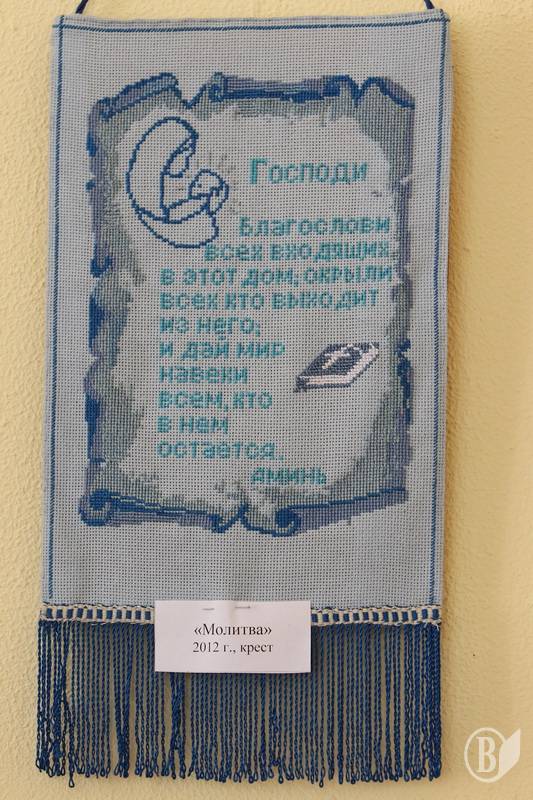 Господи
Благослови
всех входящих
в этот дом, окрыли
всех кто выходит
из него,
и дай мир
навеки
всем, кто
в нем
остается.
аминь
«Молитва»
2012 г., крест
В